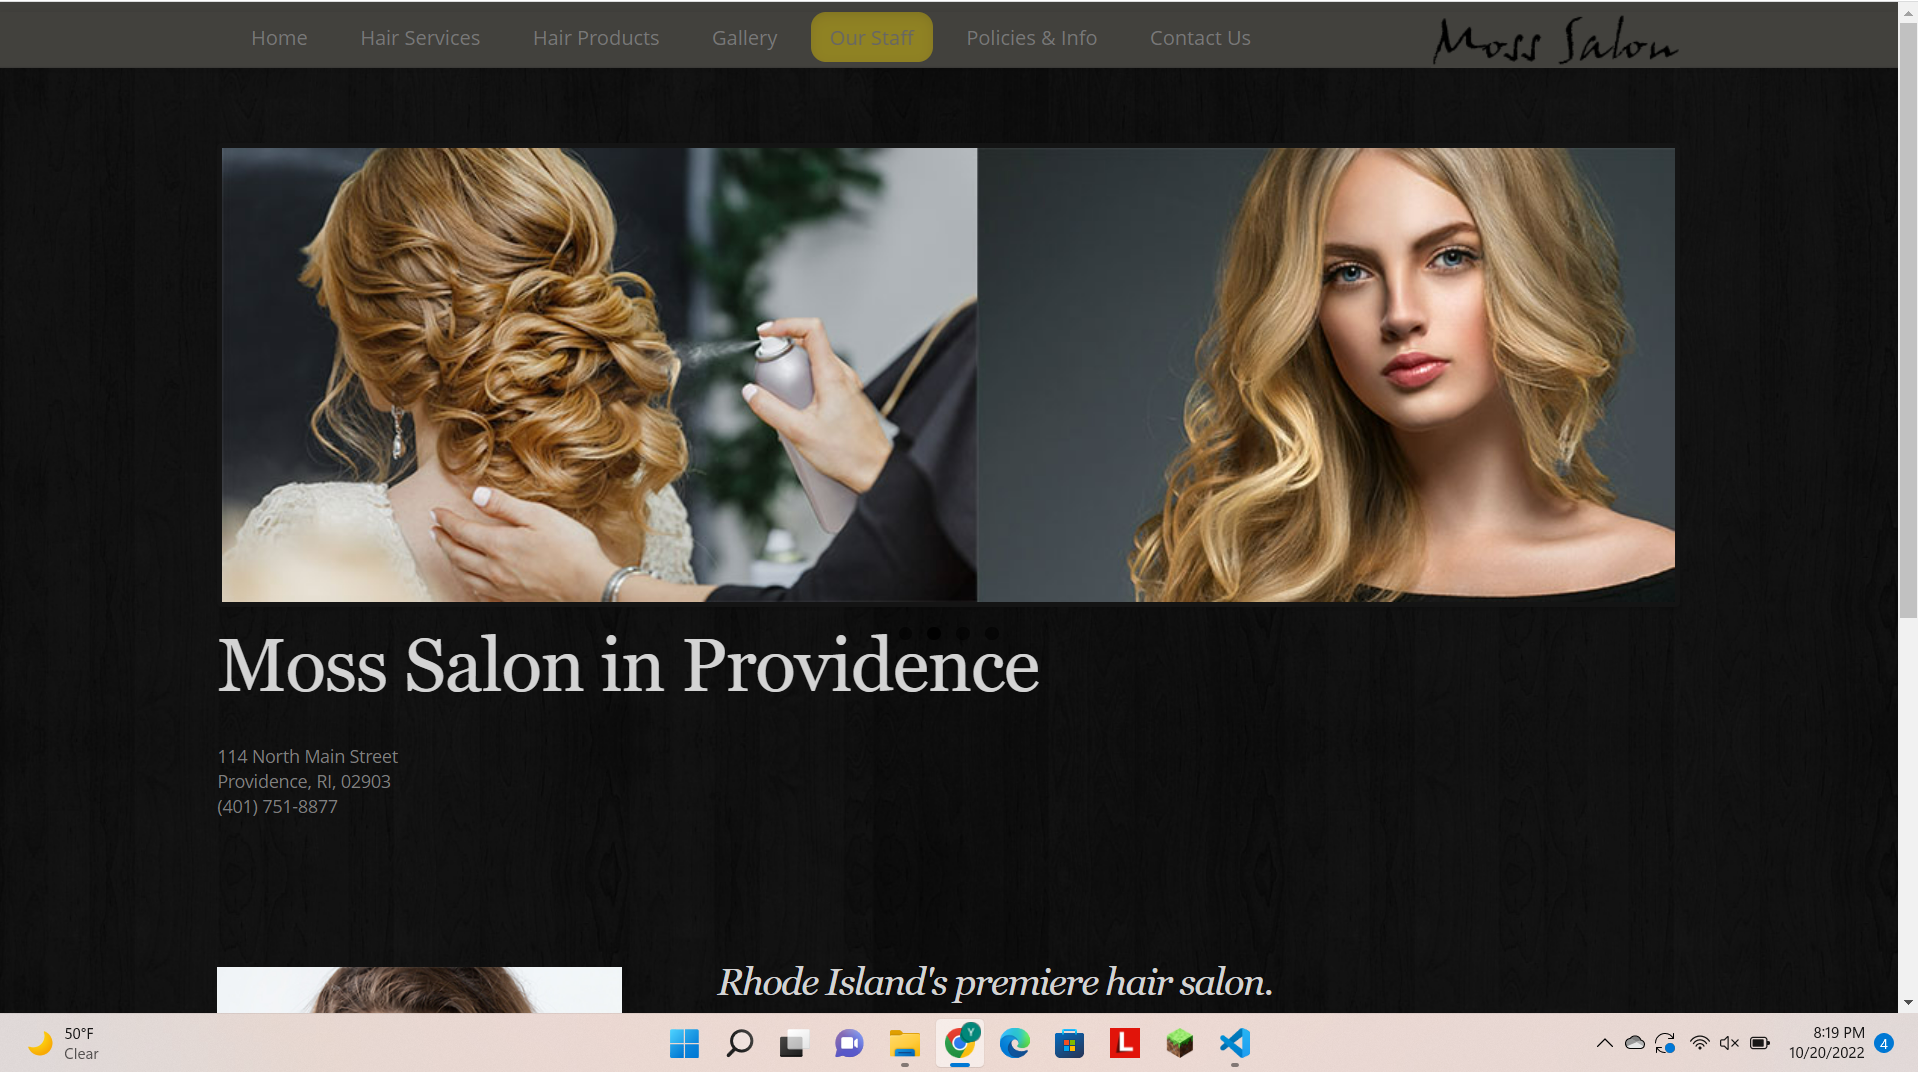 Home Hair Services Hair Products Gallery Our Staff Policies & Info Contact Us Moss Salon
Moss Salon in Providence
114 North Main Street
Providence, RI, 02903
(401) 751-8877
Rhode Island's premiere hair salon.
50°F
Clear
Y
L
8:19 PM
10/20/2022
4